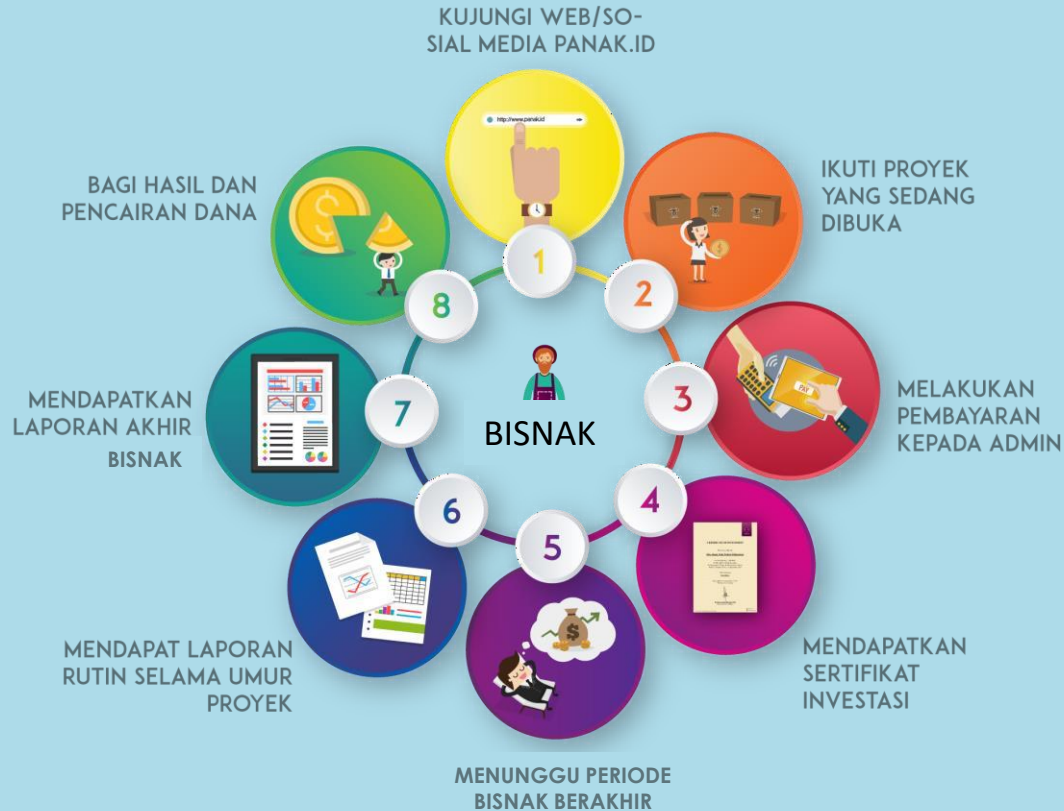 KUJUNGI WEB/SO-
SIAL MEDIA PANAK.ID
http://www.panak.id
1
IKUTI PROYEK
YANG SEDANG
DIBUKA
2
MELAKUKAN
PEMBAYARAN
KEPADA ADMIN
PAY
3
MENDAPATKAN
SERTIFIKAT
INVESTASI
4
MENUNGGU PERIODE
BISNAK BERAKHIR
$
5
MENDAPAT LAPORAN
RUTIN SELAMA UMUR
PROYEK
6
MENDAPATKAN
LAPORAN AKHIR
BISNAK
7
BAGI HASIL DAN
PENCAIRAN DANA
8
BISNAK